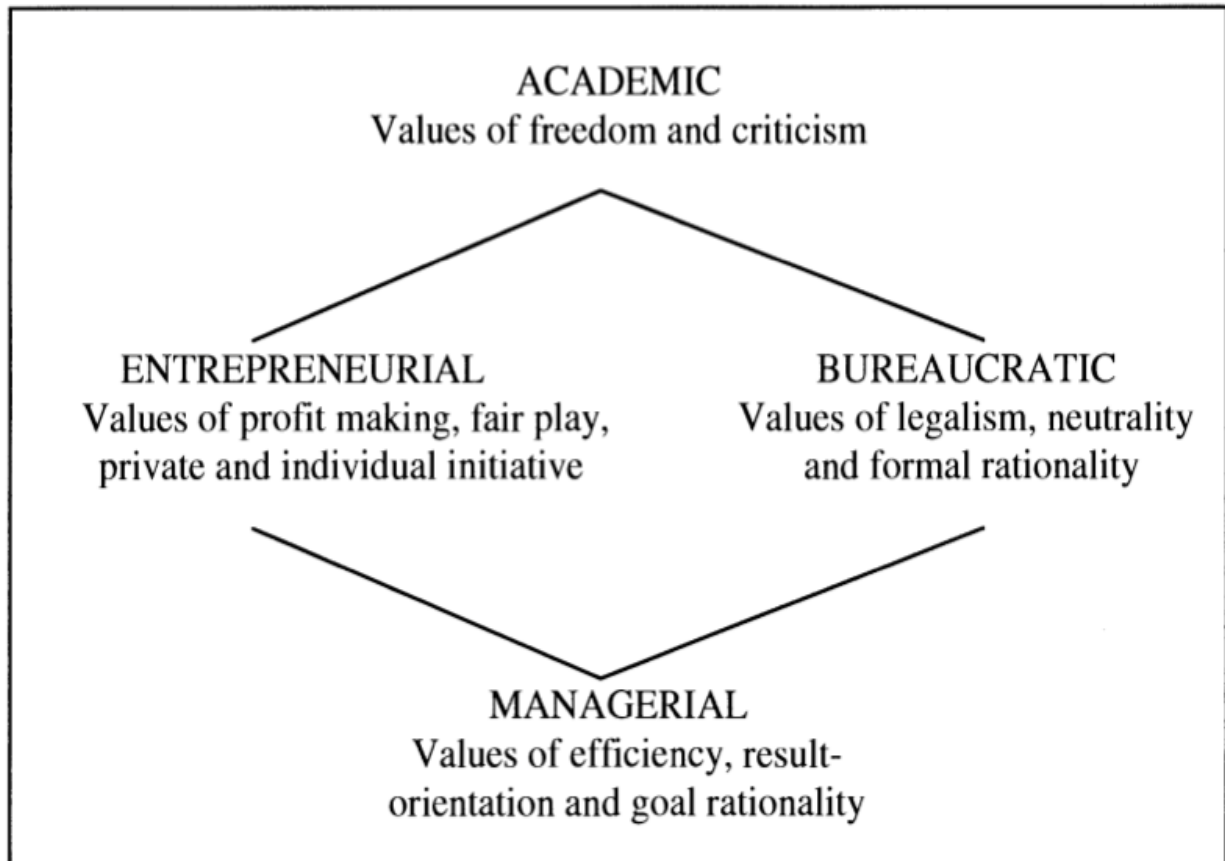 ACADEMIC
Values of freedom and criticism
ENTREPRENEURIAL
Values of profit making, fair play,
private and individual initiative
BUREAUCRATIC
Values of legalism, neutrality
and formal rationality
MANAGERIAL
Values of efficiency, result-
orientation and goal rationality